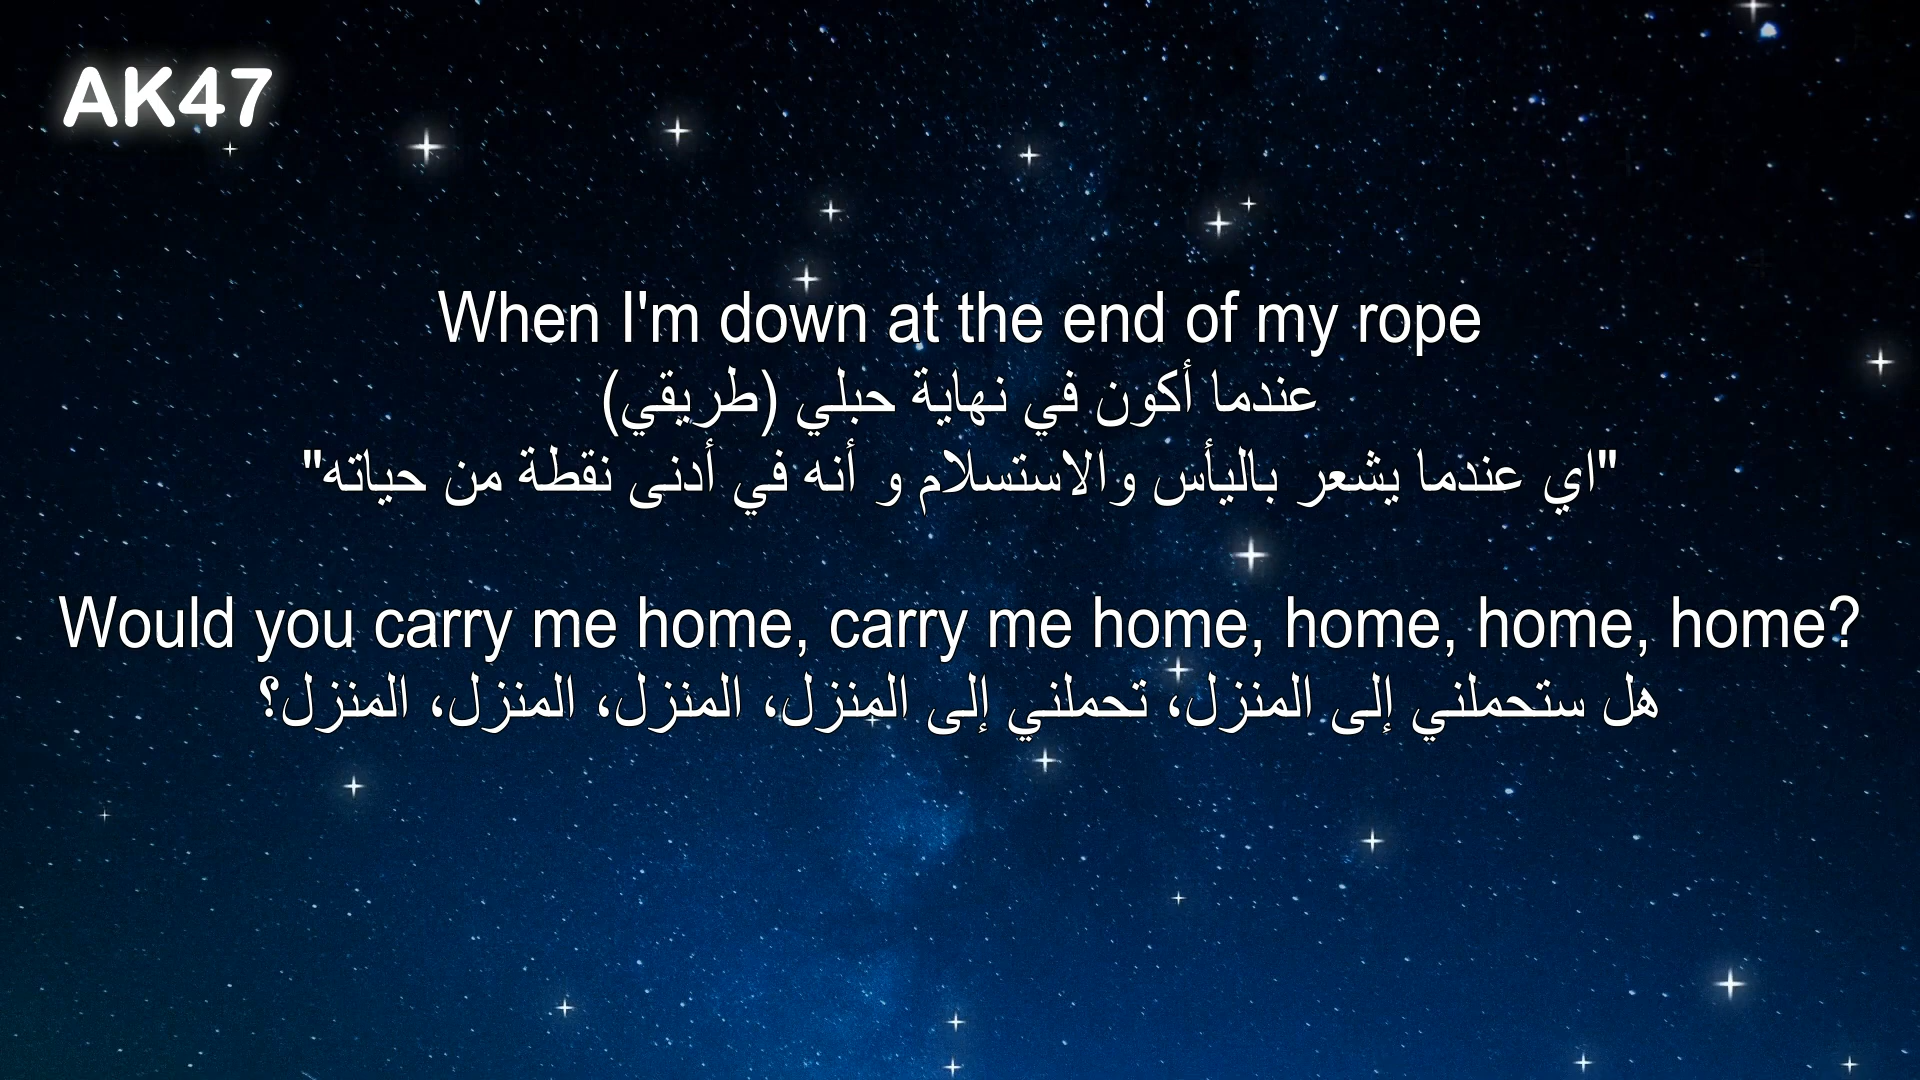 AK47
When I'm down at the end of my rope
عندما أكون في نهاية حبلي (طريقي)
"اي عندما يشعر باليأس والاستسلام و أنه في أدنى نقطة من حياته"
Would you carry me home, carry me home, home, home, home?
هل ستحملني إلى المنزل، تحملني إلى المنزل، المنزل، المنزل، المنزل؟